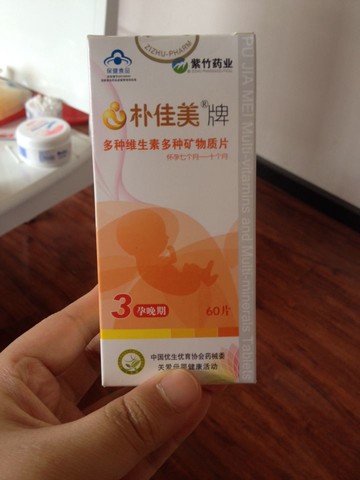 ZIZHU-PHARM
保健食品
紫竹药业
朴佳美®牌
多种维生素多种矿物质片
怀孕七个月——十个月
3 孕晚期
60片
中国优生优育协会药械委
关爱母婴健康活动
PU JIA MEI Multi-vitamins and Multi-minerals Tablet